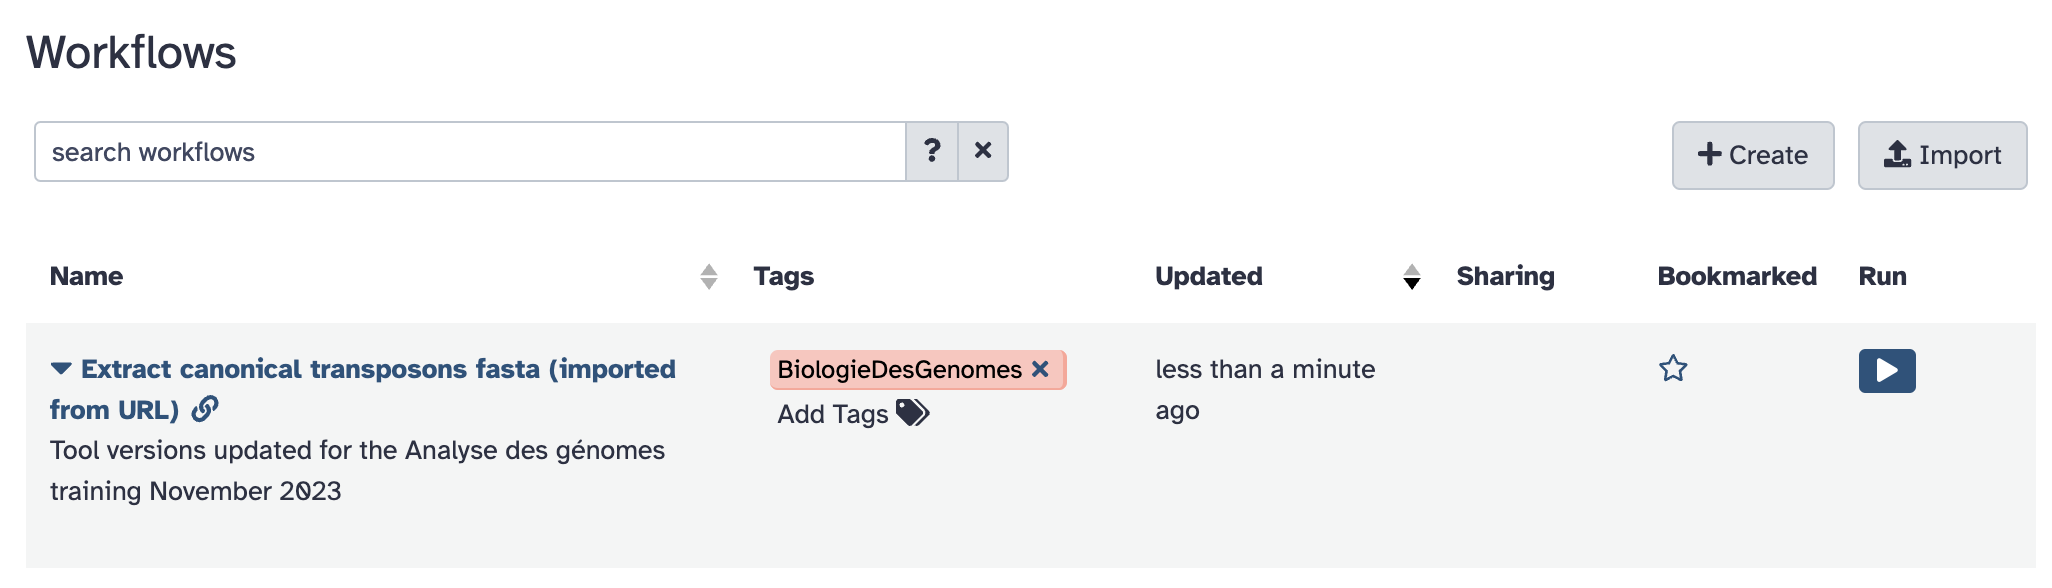 Workflows
search workflows
?
Create
Import
Name
Tags
Updated
Sharing
Bookmarked
Run
Extract canonical transposons fasta (imported
from URL)
Tool versions updated for the Analyse des génomes
training November 2023
BiologieDesGenomes
Add Tags
less than a minute
ago